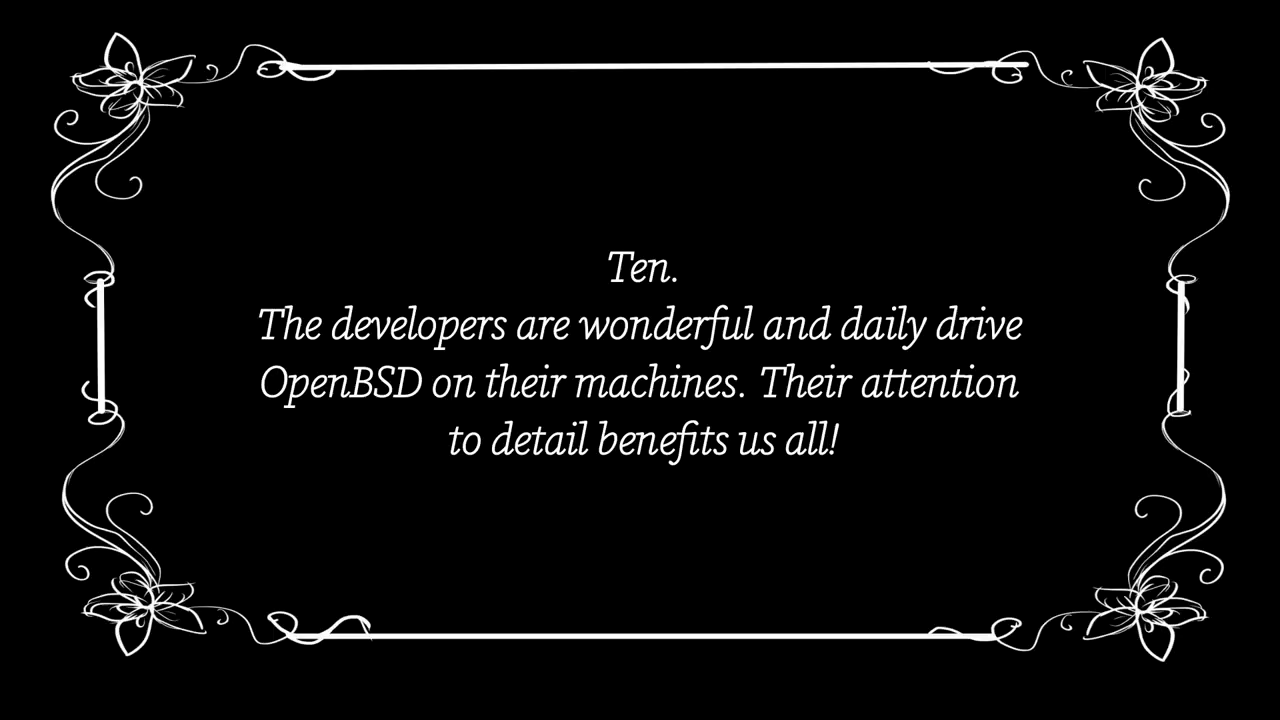 Ten.
The developers are wonderful and daily drive
OpenBSD on their machines. Their attention
to detail benefits us all!